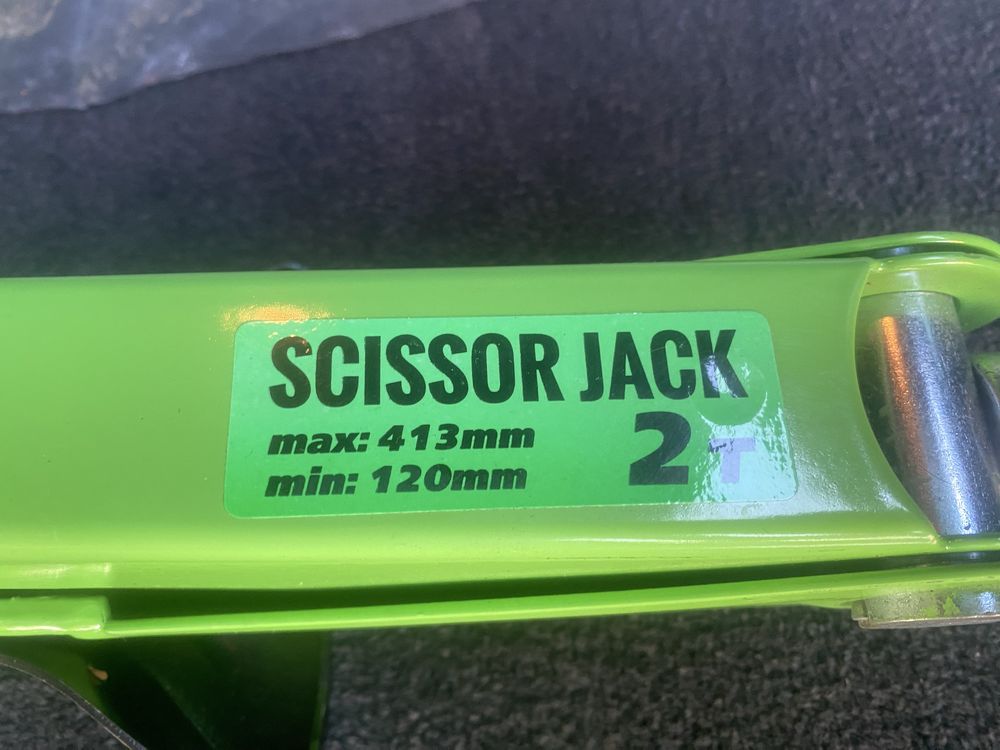 SCISSOR JACK
max: 413mm
min: 120mm
2T